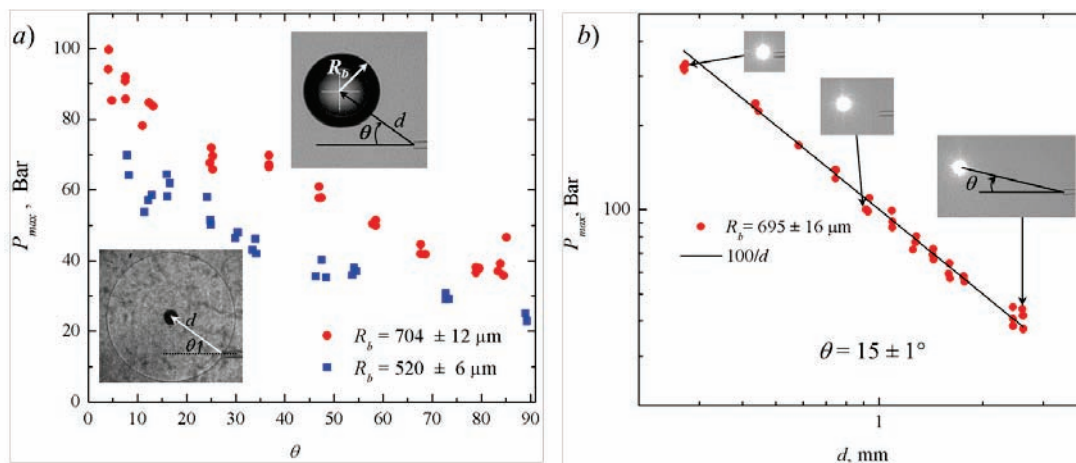 a)
100
80
60
40
20
0
P_max, Bar
0 10 20 30 40 50 60 70 80 90
θ
R_b
d
θ
d
θ
R_b = 704 ± 12 µm
R_b = 520 ± 6 µm
b)
P_max, Bar
100
θ
R_b = 695 ± 16 µm
100/d
θ = 15 ± 1°
1
d, mm